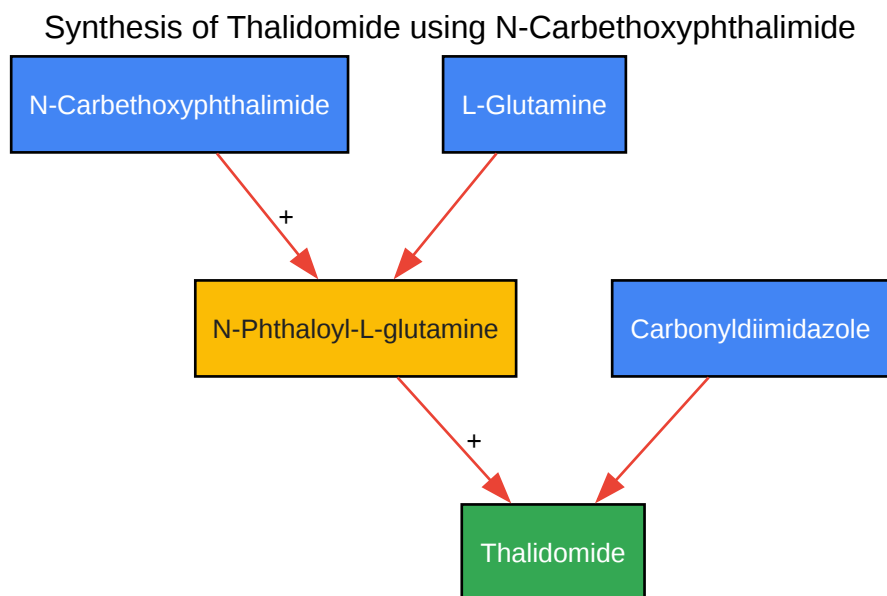 Synthesis of Thalidomide using N-Carbethoxyphthalimide
N-Carbethoxyphthalimide
L-Glutamine
+
N-Phthaloyl-L-glutamine
Carbonyldiimidazole
+
Thalidomide